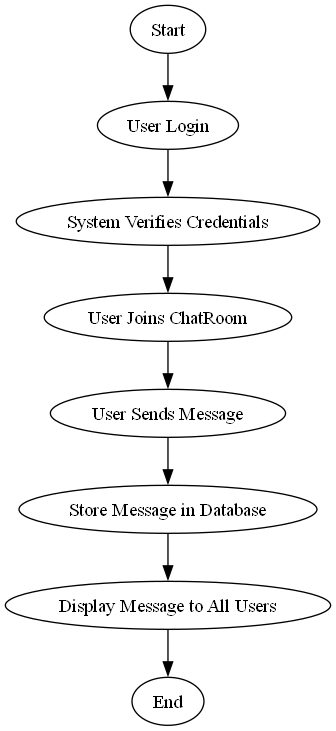 Start
User Login
System Verifies Credentials
User Joins ChatRoom
User Sends Message
Store Message in Database
Display Message to All Users
End